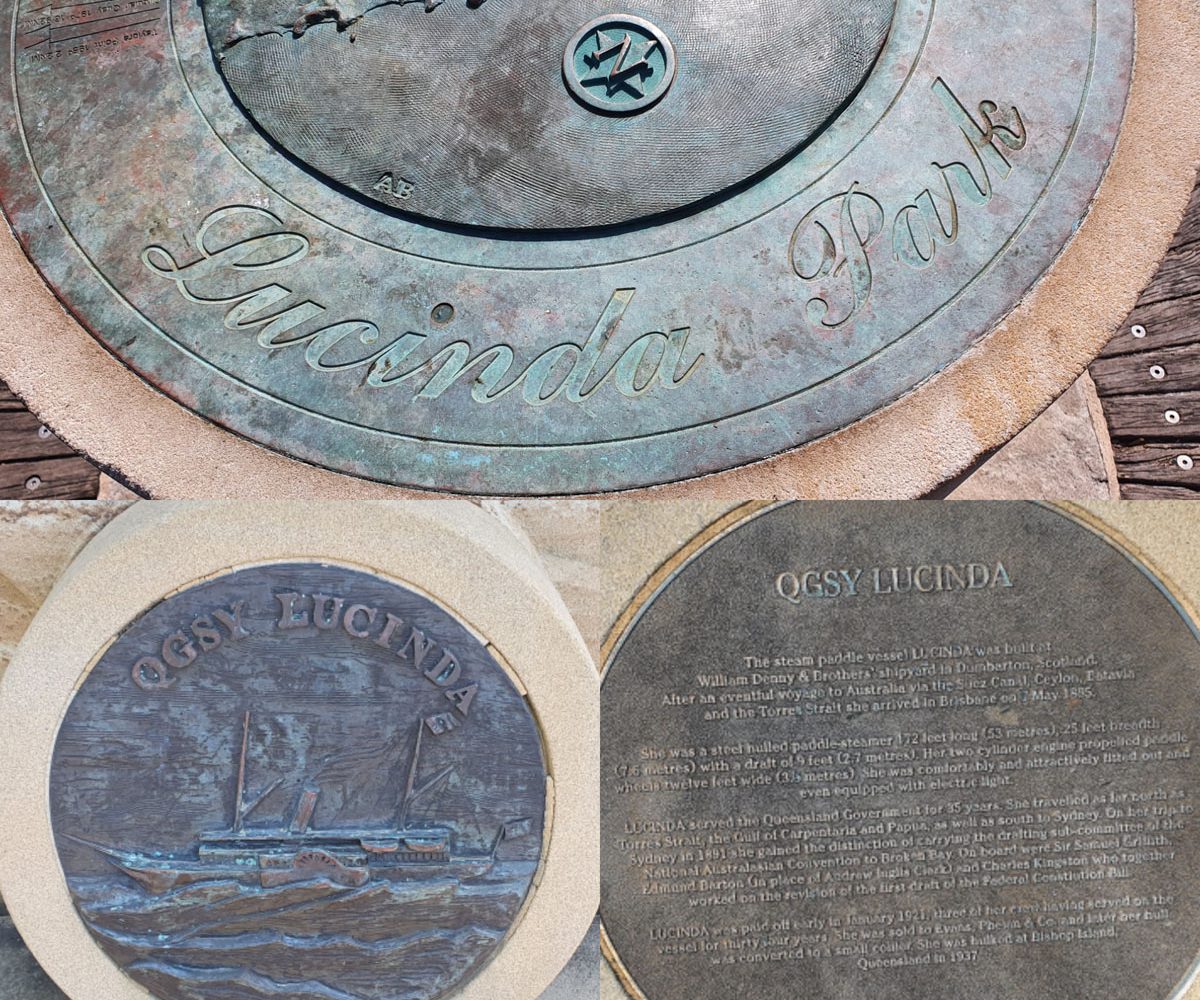 N
AB
Lucinda Park
QGSY LUCINDA
QGSY LUCINDA
The steam paddle vessel LUCINDA was built at
William Denny & Brothers' shipyard in Dumbarton, Scotland.
After an eventful voyage to Australia via the Suez Canal, Ceylon, Batavia
and the Torres Strait she arrived in Brisbane on 7 May 1885.
She was a steel hulled paddle-steamer 172 feet long (53 metres), 25 feet breadth
(7.6 metres) with a draft of 9 feet (2.7 metres). Her two cylinder engine propelled paddle
wheels twelve feet wide metres). She was comfortably and attractively fitted out and
even equipped with electric light.
LUCINDA served the Queensland Government for 35 years. She travelled as far north as
Torres Strait, the Gulf of Carpentaria and Papua, as well as south to Sydney. On her trip to
Sydney in 1891 she gained the distinction of carrying the drafting sub-committee of the
National Australasian Convention to Broken Bay. On board were Sir Samuel Griffith,
Edmund Barton (in place of Andrew Inglis Clark) and Charles Kingston who together
worked on the revision of the first draft of the Federal Constitution Bill.
LUCINDA was paid off early in January 1921, three of her crew having served on the
vessel for thirty four years. She was sold to Evans, Phelan & Co. and later her hull
was converted to a small coaler. She was hulked at Bishop Island,
Queensland in 1937